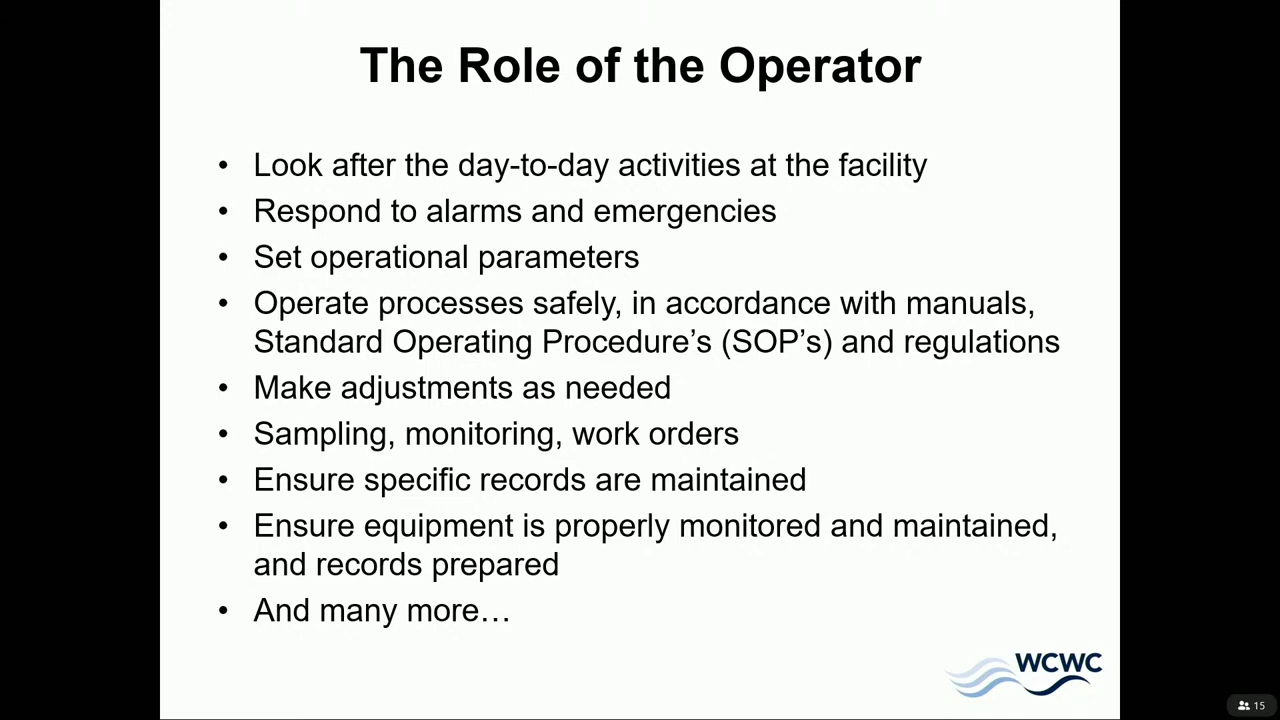 The Role of the Operator
• Look after the day-to-day activities at the facility
• Respond to alarms and emergencies
• Set operational parameters
• Operate processes safely, in accordance with manuals,
Standard Operating Procedure’s (SOP’s) and regulations
• Make adjustments as needed
• Sampling, monitoring, work orders
• Ensure specific records are maintained
• Ensure equipment is properly monitored and maintained,
and records prepared
• And many more…
WCWC
15